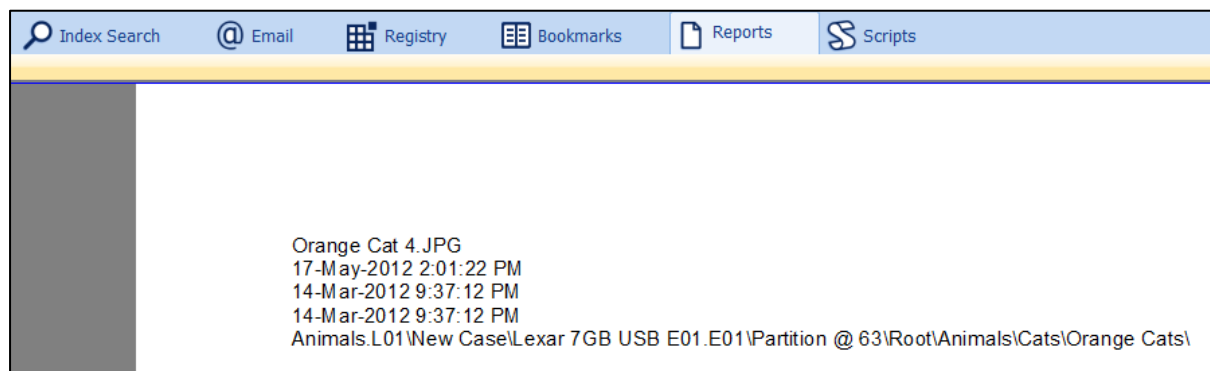 Index Search @ Email Registry Bookmarks Reports Scripts
Orange Cat 4.JPG
17-May-2012 2:01:22 PM
14-Mar-2012 9:37:12 PM
14-Mar-2012 9:37:12 PM
Animals.L01\New Case\Lexar 7GB USB E01.E01\Partition @ 63\Root\Animals\Cats\Orange Cats\